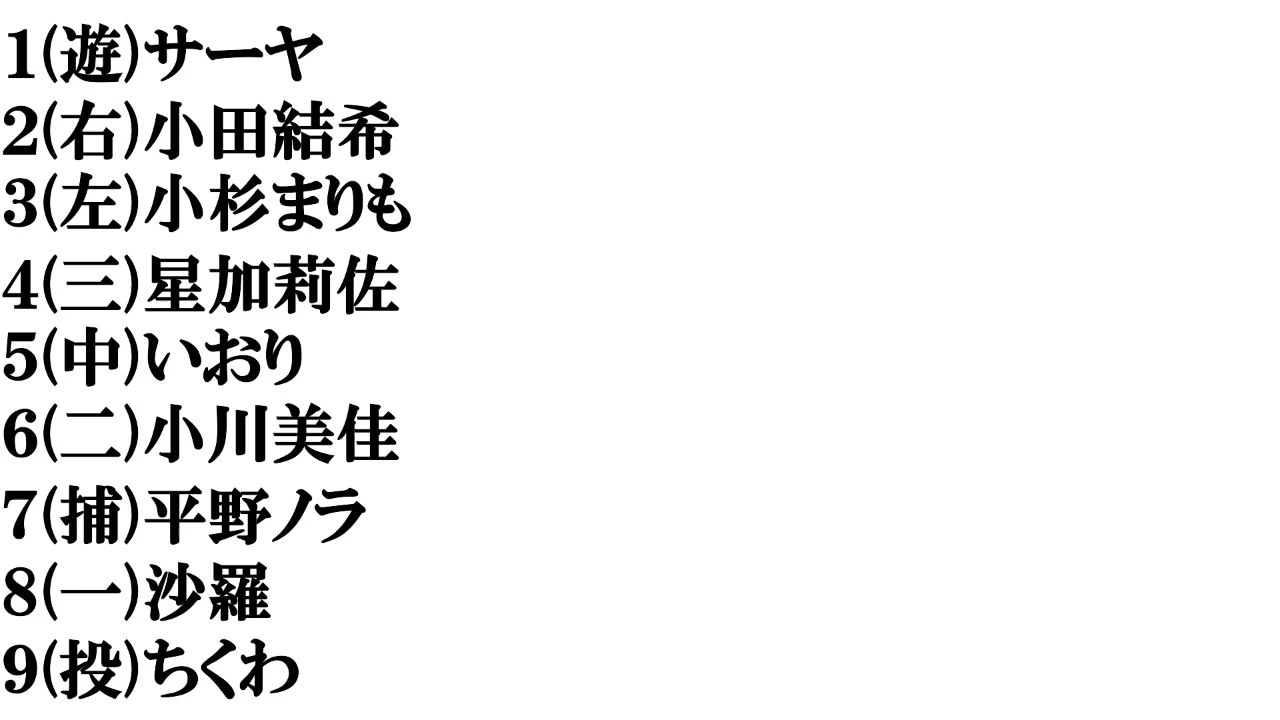 1(遊)サーヤ
2(右)小田結希
3(左)小杉まりも
4(三)星加莉佐
5(中)いおり
6(二)小川美佳
7(捕)平野ノラ
8(一)沙羅
9(投)ちくわ